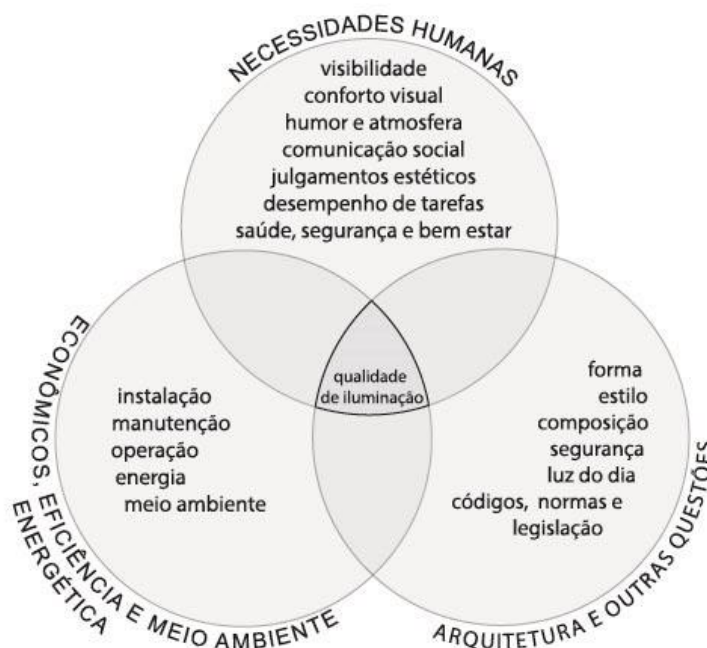 NECESSIDADES HUMANAS
visibilidade
conforto visual
humor e atmosfera
comunicação social
julgamentos estéticos
desempenho de tarefas
saúde, segurança e bem estar
ECONÔMICOS, EFICIÊNCIA E MEIO AMBIENTE
ENERGÉTICA
instalação
manutenção
operação
energia
meio ambiente
qualidade
de iluminação
forma
estilo
composição
segurança
luz do dia
códigos, normas e
legislação
ARQUITETURA E OUTRAS QUESTÕES